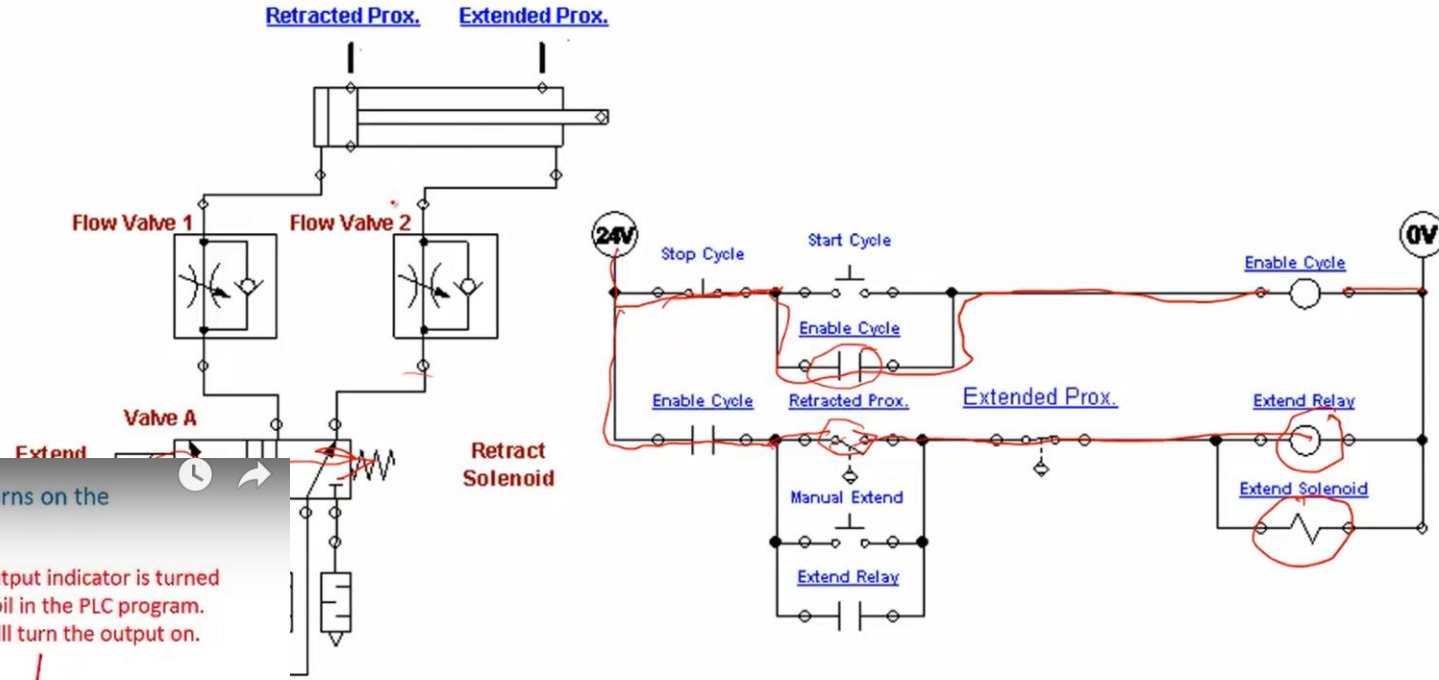 Retracted Prox. Extended Prox.
Flow Valve 1 Flow Valve 2
Valve A
Extend
Retract
Solenoid
24V
0V
Stop Cycle
Start Cycle
Enable Cycle
Enable Cycle
Enable Cycle
Retracted Prox.
Extended Prox.
Extend Relay
Manual Extend
Extend Solenoid
Extend Relay
rns on the
tput indicator is turned
oil in the PLC program.
ll turn the output on.